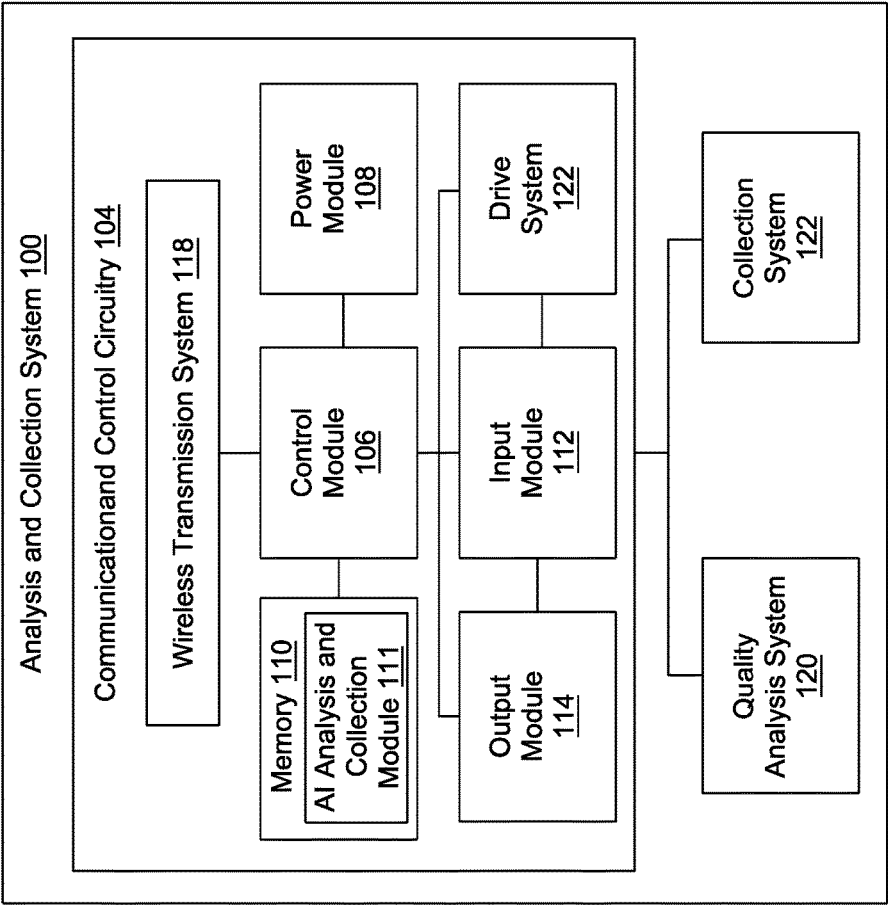 Analysis and Collection System 100
Communicationand Control Circuitry 104
Wireless Transmission System 118
Memory 110
AI Analysis and
Collection
Module 111
Control
Module
106
Power
Module
108
Output
Module
114
Input
Module
112
Drive
System
122
Quality
Analysis System
120
Collection
System
122